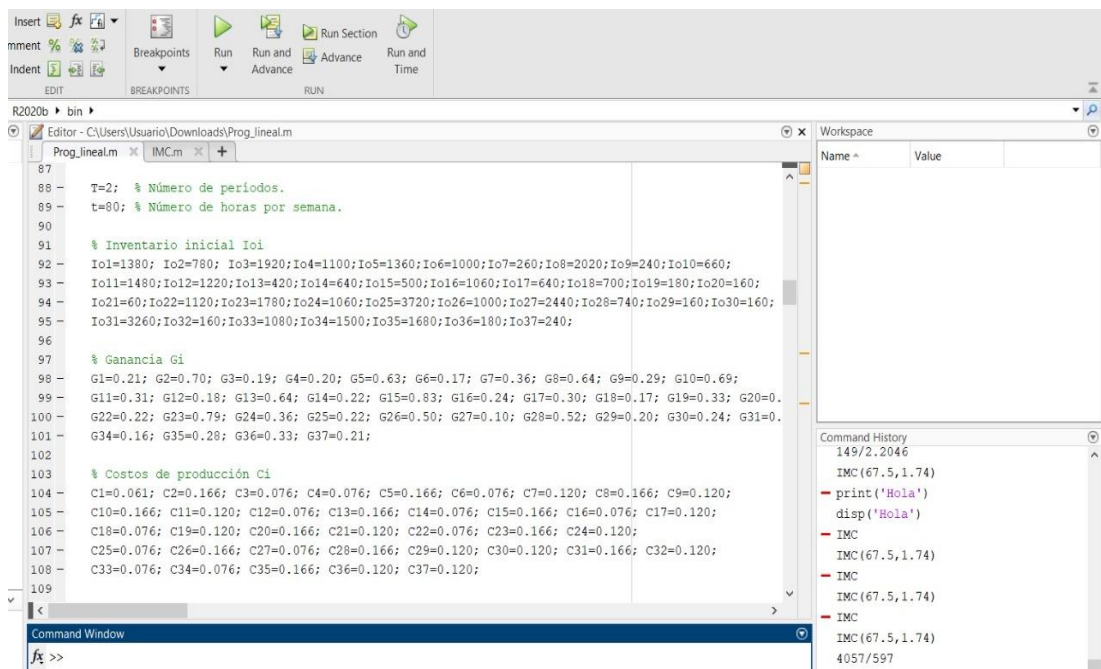 Insert fx
mment %
Indent
Breakpoints
Run
Run and
Advance
Run Section
Advance
Run and
Time
EDIT
BREAKPOINTS
RUN
R2020b bin
Editor - C:\Users\Usuario\Downloads\Prog_lineal.m
Prog_lineal.m IMC.m +
87
88 - T=2; % Número de períodos.
89 - t=80; % Número de horas por semana.
90
91 % Inventario inicial Ioi
92 - Io1=1380; Io2=780; Io3=1920;Io4=1100;Io5=1360;Io6=1000;Io7=260;Io8=2020;Io9=240;Io10=660;
93 - Io11=1480;Io12=1220;Io13=420;Io14=640;Io15=500;Io16=1060;Io17=640;Io18=700;Io19=180;Io20=160;
94 - Io21=60;Io22=1120;Io23=1780;Io24=1060;Io25=3720;Io26=1000;Io27=2440;Io28=740;Io29=160;Io30=160;
95 - Io31=3260;Io32=160;Io33=1080;Io34=1500;Io35=1680;Io36=180;Io37=240;
96
97 % Ganancia Gi
98 - G1=0.21; G2=0.70; G3=0.19; G4=0.20; G5=0.63; G6=0.17; G7=0.36; G8=0.64; G9=0.29; G10=0.69;
99 - G11=0.31; G12=0.18; G13=0.64; G14=0.22; G15=0.83; G16=0.24; G17=0.30; G18=0.17; G19=0.33; G20=0.
100 - G22=0.22; G23=0.79; G24=0.36; G25=0.22; G26=0.50; G27=0.10; G28=0.52; G29=0.20; G30=0.24; G31=0.
101 - G34=0.16; G35=0.28; G36=0.33; G37=0.21;
102
103 % Costos de producción Ci
104 - C1=0.061; C2=0.166; C3=0.076; C4=0.076; C5=0.166; C6=0.076; C7=0.120; C8=0.166; C9=0.120;
105 - C10=0.166; C11=0.120; C12=0.076; C13=0.166; C14=0.076; C15=0.166; C16=0.076; C17=0.120;
106 - C18=0.076; C19=0.120; C20=0.166; C21=0.120; C22=0.076; C23=0.166; C24=0.120;
107 - C25=0.076; C26=0.166; C27=0.076; C28=0.166; C29=0.120; C30=0.120; C31=0.166; C32=0.120;
108 - C33=0.076; C34=0.076; C35=0.166; C36=0.120; C37=0.120;
109
Command Window
fx >>
Workspace
Name Value
Command History
149/2.2046
IMC(67.5,1.74)
print('Hola')
disp('Hola')
IMC
IMC(67.5,1.74)
IMC
IMC(67.5,1.74)
IMC
IMC(67.5,1.74)
4057/597